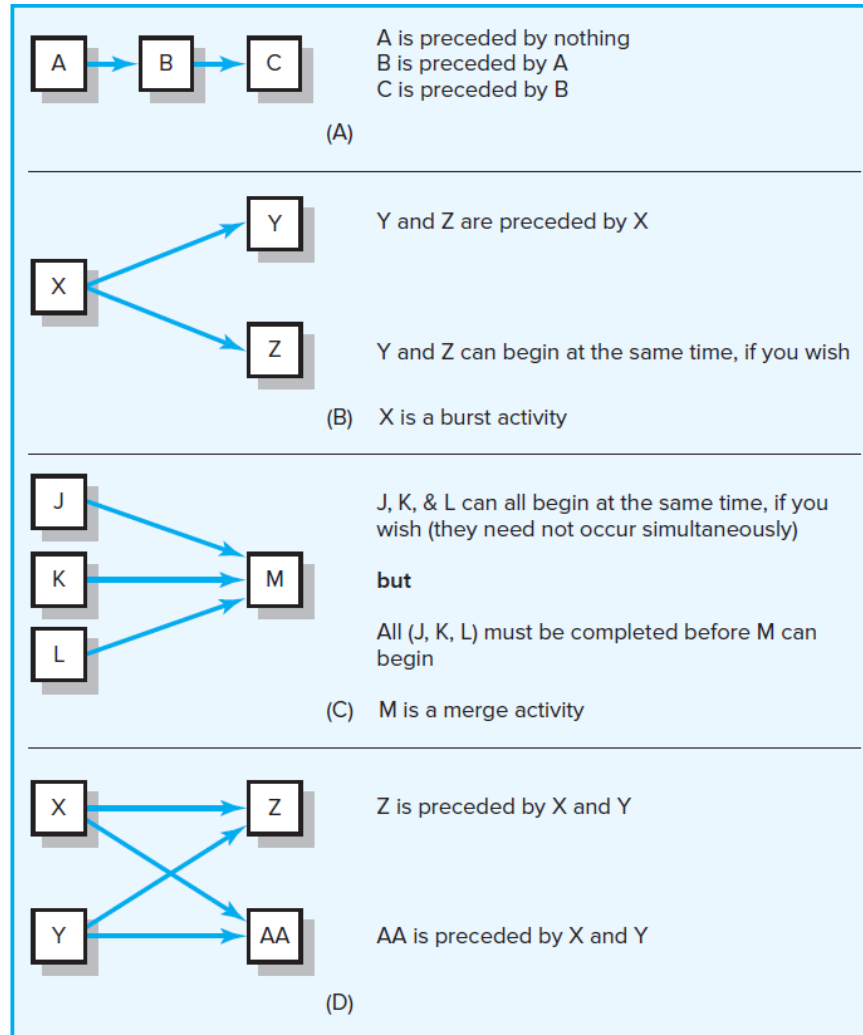 A
B
C
A is preceded by nothing
B is preceded by A
C is preceded by B
(A)
X
Y
Z
Y and Z are preceded by X
Y and Z can begin at the same time, if you wish
(B) X is a burst activity
J
K
L
M
J, K, & L can all begin at the same time, if you
wish (they need not occur simultaneously)
but
All (J, K, L) must be completed before M can
begin
(C) M is a merge activity
X
Z
Y
AA
Z is preceded by X and Y
AA is preceded by X and Y
(D)